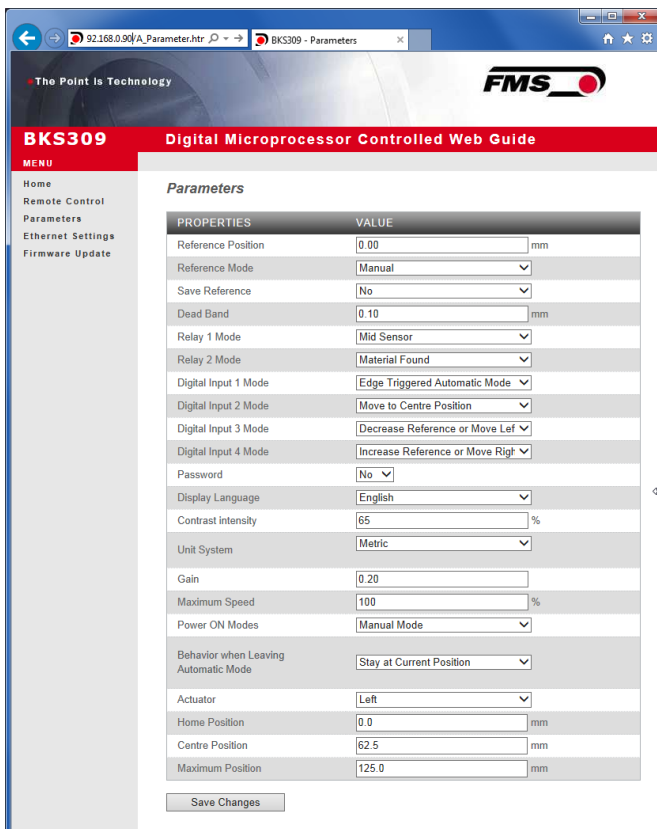 92.168.0.90/A_Parameter.htr
BKS309 - Parameters
The Point Is Technology
FMS
BKS309
Digital Microprocessor Controlled Web Guide
MENU
Home
Remote Control
Parameters
Ethernet Settings
Firmware Update
Parameters
PROPERTIES VALUE
Reference Position 0.00 mm
Reference Mode Manual
Save Reference No
Dead Band 0.10 mm
Relay 1 Mode Mid Sensor
Relay 2 Mode Material Found
Digital Input 1 Mode Edge Triggered Automatic Mode
Digital Input 2 Mode Move to Centre Position
Digital Input 3 Mode Decrease Reference or Move Lef
Digital Input 4 Mode Increase Reference or Move Righ
Password No
Display Language English
Contrast intensity 65 %
Unit System Metric
Gain 0.20
Maximum Speed 100 %
Power ON Modes Manual Mode
Behavior when Leaving
Automatic Mode Stay at Current Position
Actuator Left
Home Position 0.0 mm
Centre Position 62.5 mm
Maximum Position 125.0 mm
Save Changes